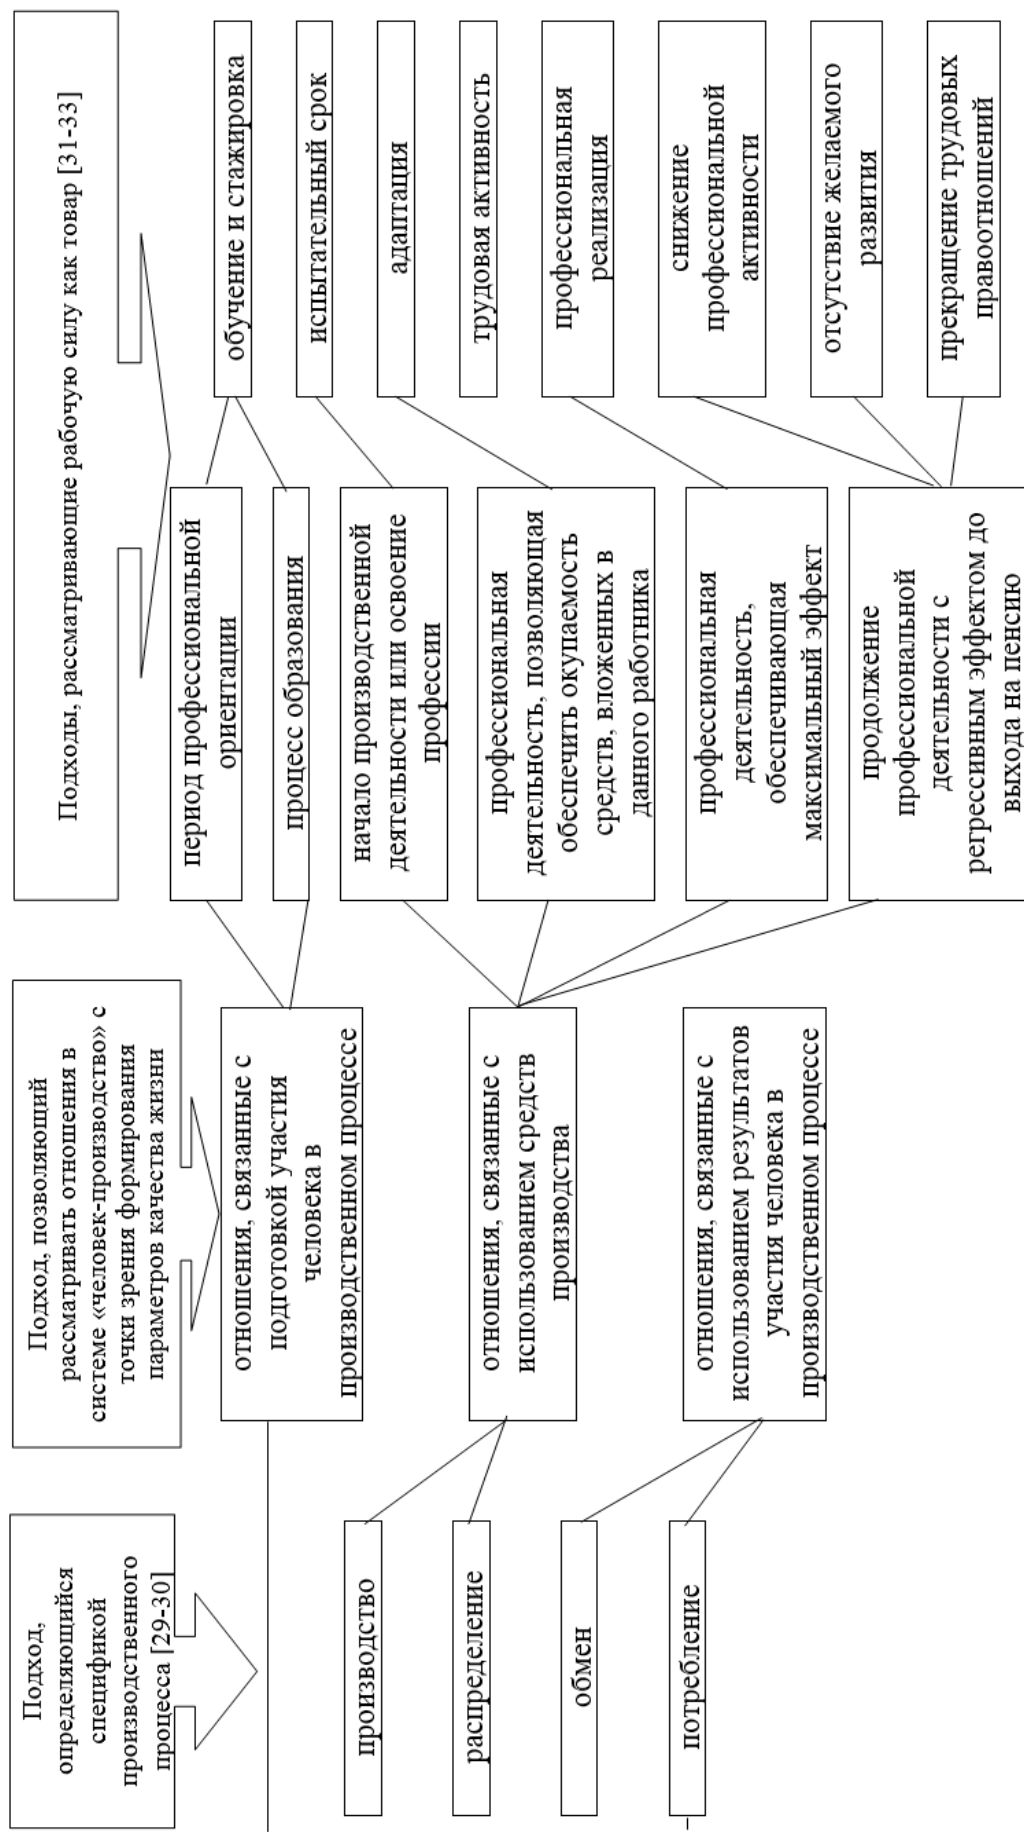 Подход,
определяющийся
спецификой
производственного
процесса [29-30]
Подход, позволяющий
рассматривать отношения в
системе «человек-производство» с
точки зрения формирования
параметров качества жизни
Подходы, рассматривающие рабочую силу как товар [31-33]
производство
распределение
обмен
потребление
отношения, связанные с
подготовкой участия
человека в
производственном процессе
отношения, связанные с
использованием средств
производства
отношения, связанные с
использованием результатов
участия человека в
производственном процессе
период профессиональной
ориентации
процесс образования
начало производственной
деятельности или освоение
профессии
профессиональная
деятельность, позволяющая
обеспечить окупаемость
средств, вложенных в
данного работника
профессиональная
деятельность,
обеспечивающая
максимальный эффект
продолжение
профессиональной
деятельности с
регрессивным эффектом до
выхода на пенсию
обучение и стажировка
испытательный срок
адаптация
трудовая активность
профессиональная
реализация
снижение
профессиональной
активности
отсутствие желаемого
развития
прекращение трудовых
правоотношений